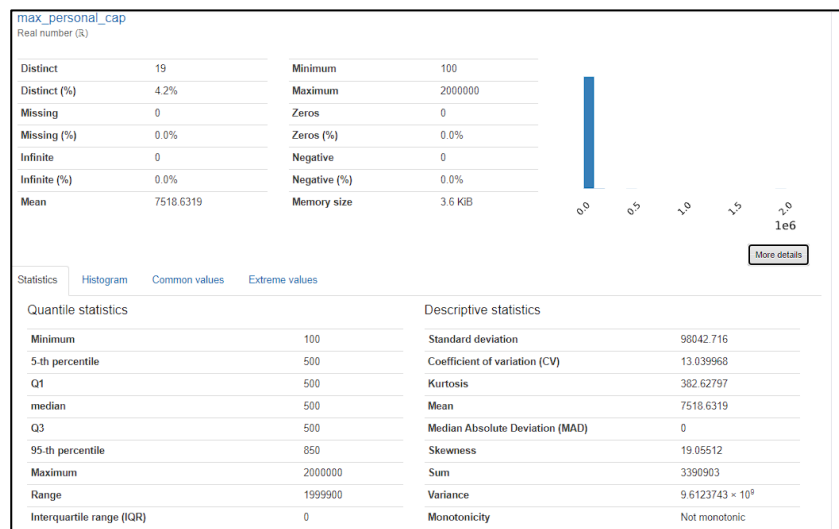 max_personal_cap
Real number (ℝ)
Distinct 19 Minimum 100
Distinct (%) 4.2% Maximum 2000000
Missing 0 Zeros 0
Missing (%) 0.0% Zeros (%) 0.0%
Infinite 0 Negative 0
Infinite (%) 0.0% Negative (%) 0.0%
Mean 7518.6319 Memory size 3.6 KiB
0.0 0.5 1.0 1.5 2.0
1e6
More details
Statistics Histogram Common values Extreme values
Quantile statistics Descriptive statistics
Minimum 100 Standard deviation 98042.716
5-th percentile 500 Coefficient of variation (CV) 13.039968
Q1 500 Kurtosis 382.62797
median 500 Mean 7518.6319
Q3 500 Median Absolute Deviation (MAD) 0
95-th percentile 850 Skewness 19.05512
Maximum 2000000 Sum 3390903
Range 1999900 Variance 9.6123743 × 10⁹
Interquartile range (IQR) 0 Monotonicity Not monotonic